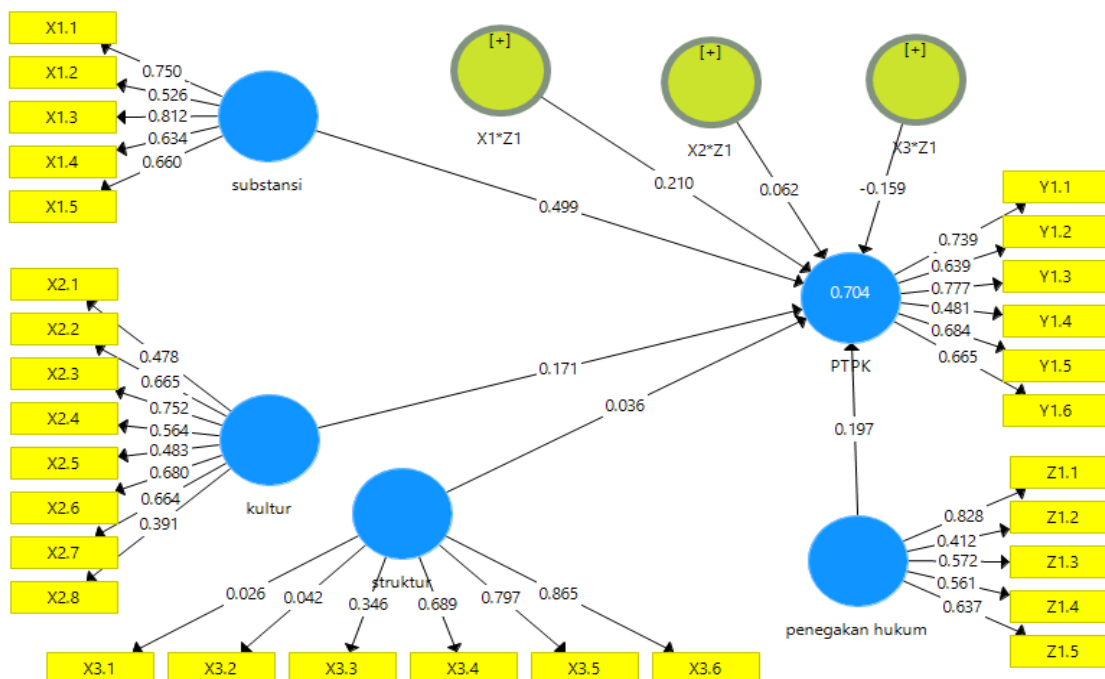 X1.1
X1.2
X1.3
X1.4
X1.5
0.750
0.526
0.812
0.634
0.660
substansi
[+]
X1*Z1
[+]
X2*Z1
[+]
X3*Z1
0.210
0.062
-0.159
0.499
X2.1
X2.2
X2.3
X2.4
X2.5
X2.6
X2.7
X2.8
0.478
0.665
0.752
0.564
0.483
0.680
0.664
0.391
kultur
0.171
0.036
0.704
PTPK
0.739
0.639
0.777
0.481
0.684
0.665
Y1.1
Y1.2
Y1.3
Y1.4
Y1.5
Y1.6
0.197
struktur
0.026
0.042
0.346
0.689
0.797
0.865
X3.1
X3.2
X3.3
X3.4
X3.5
X3.6
penegakan hukum
0.828
0.412
0.572
0.561
0.637
Z1.1
Z1.2
Z1.3
Z1.4
Z1.5